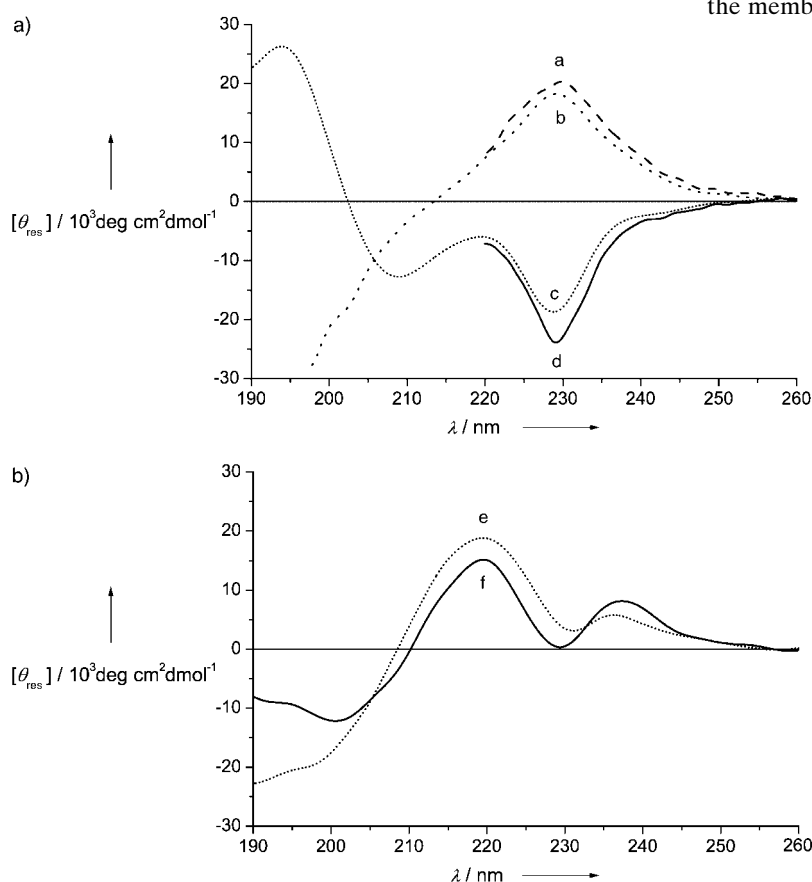 the memb
a)
30
20
10
0
-10
-20
-30
a
b
c
d
[θres] / 10³deg cm²dmol⁻¹
190 200 210 220 230 240 250 260
λ / nm
b)
30
20
10
0
-10
-20
-30
e
f
[θres] / 10³deg cm²dmol⁻¹
190 200 210 220 230 240 250 260
λ / nm